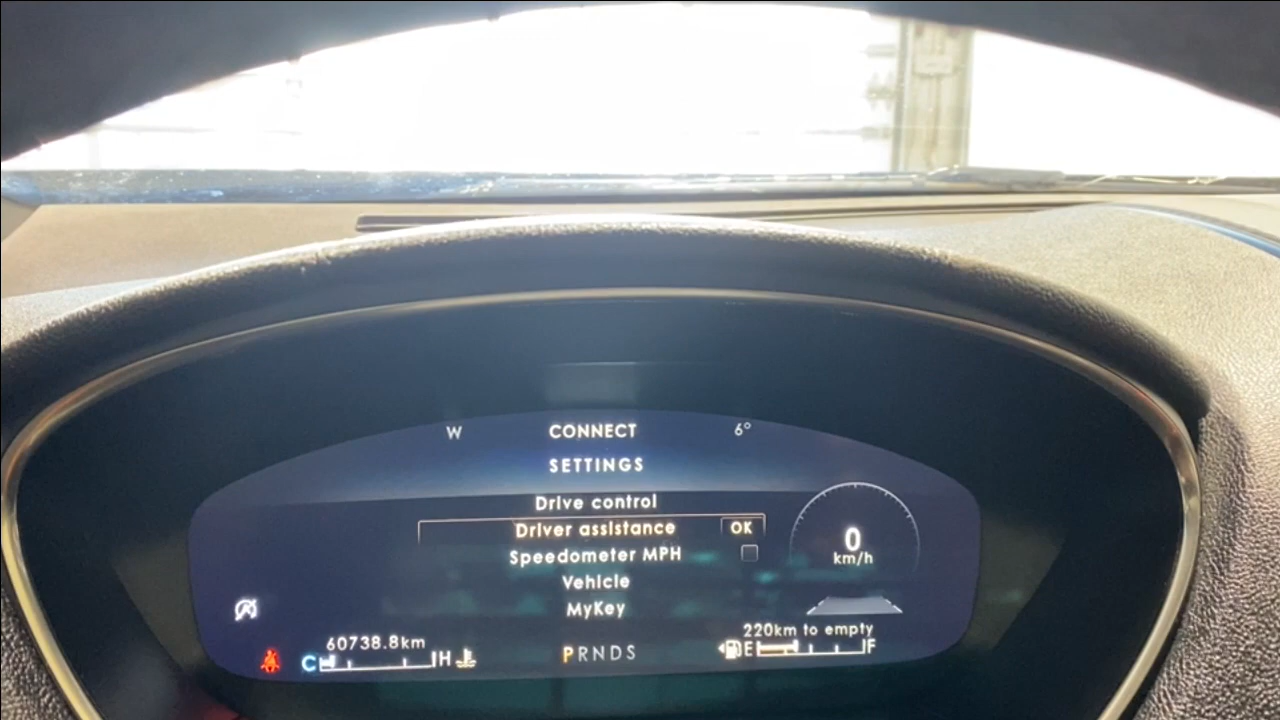 W CONNECT 6°
SETTINGS
Drive control
Driver assistance OK
Speedometer MPH
Vehicle
MyKey
0
km/h
60738.8km
C H
PRNDS
220km to empty
E F